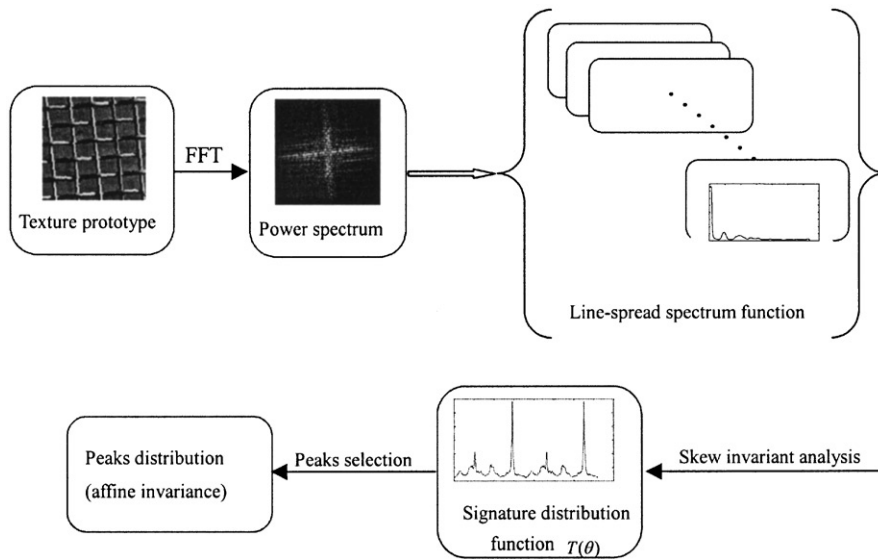 FFT
Texture prototype
Power spectrum
Line-spread spectrum function
Peaks distribution
(affine invariance)
Peaks selection
Skew invariant analysis
Signature distribution
function T(θ)